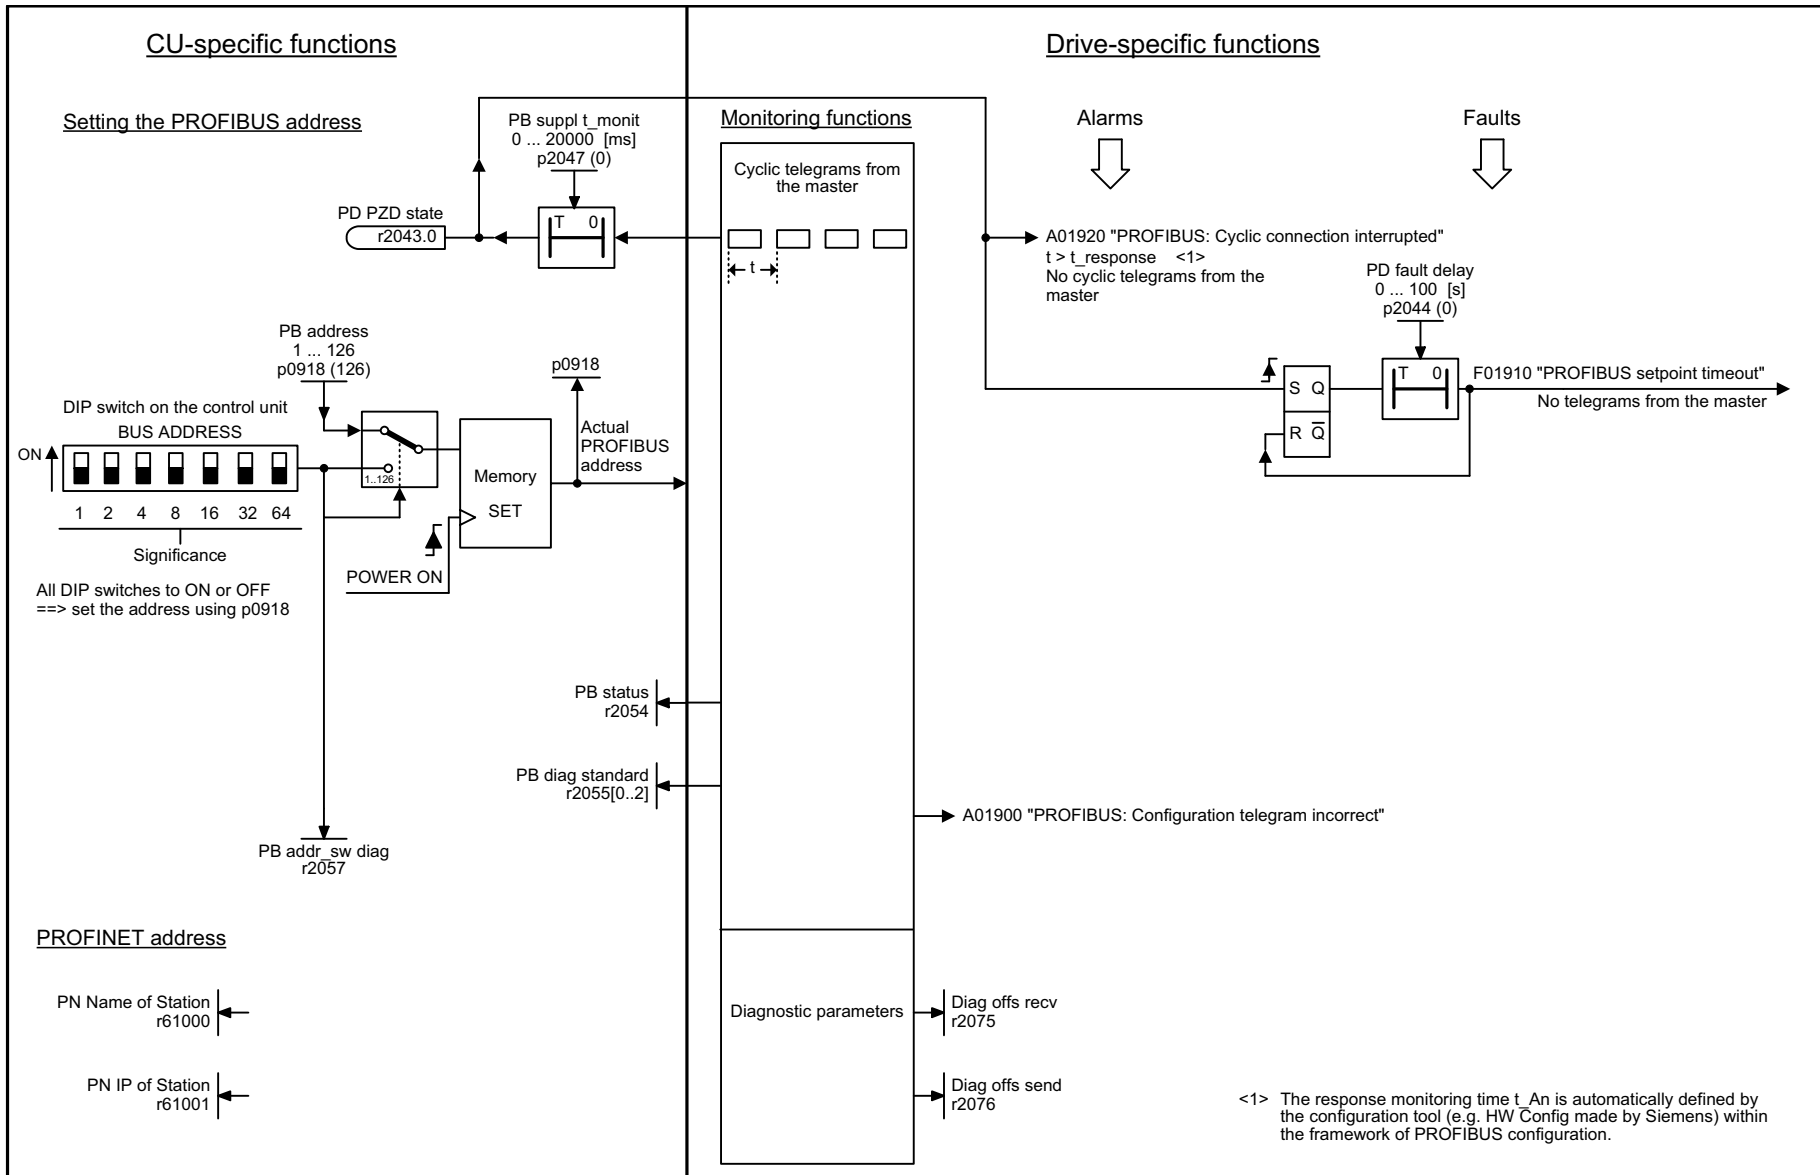 CU-specific functions
Drive-specific functions
Setting the PROFIBUS address
PB suppl t_monit
0 ... 20000 [ms]
p2047 (0)
Monitoring functions
Alarms
Faults
Cyclic telegrams from
the master
PD PZD state
r2043.0
T 0
t
A01920 "PROFIBUS: Cyclic connection interrupted"
t > t_response <1>
No cyclic telegrams from the
master
PD fault delay
0 ... 100 [s]
p2044 (0)
PB address
1 ... 126
p0918 (126)
p0918
S Q
R Q̅
T 0
F01910 "PROFIBUS setpoint timeout"
No telegrams from the master
DIP switch on the control unit
BUS ADDRESS
ON
1 2 4 8 16 32 64
Significance
1..126
Memory
SET
Actual
PROFIBUS
address
POWER ON
All DIP switches to ON or OFF
==> set the address using p0918
PB status
r2054
PB diag standard
r2055[0..2]
A01900 "PROFIBUS: Configuration telegram incorrect"
PB addr_sw diag
r2057
PROFINET address
PN Name of Station
r61000
PN IP of Station
r61001
Diagnostic parameters
Diag offs recv
r2075
Diag offs send
r2076
<1> The response monitoring time t_An is automatically defined by
the configuration tool (e.g. HW Config made by Siemens) within
the framework of PROFIBUS configuration.